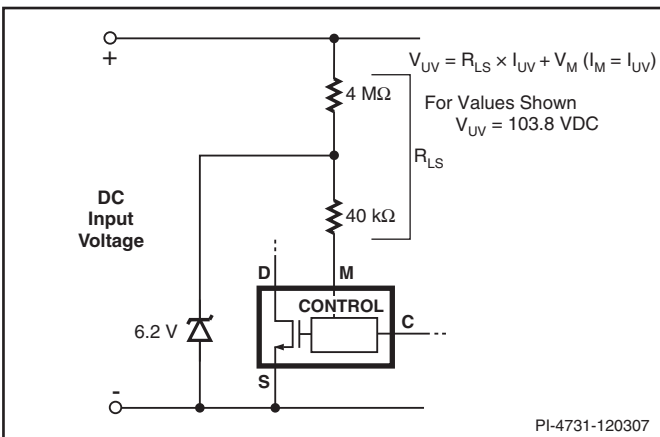 +
V_UV = R_LS × I_UV + V_M (I_M = I_UV)
4 MΩ
For Values Shown
V_UV = 103.8 VDC
R_LS
DC
Input
Voltage
40 kΩ
D
M
CONTROL
C
6.2 V
S
-
PI-4731-120307